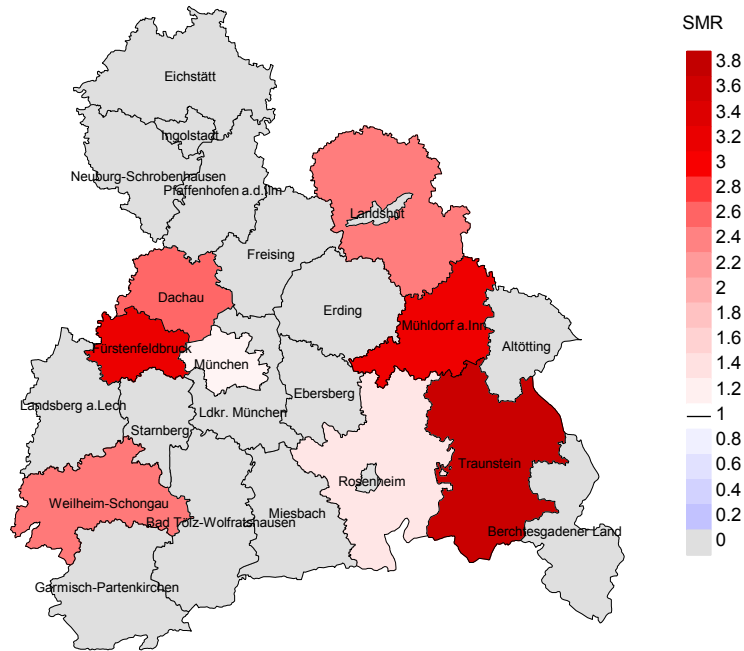 SMR
Eichstätt
Ingolstadt
Neuburg-Schrobenhausen
Pfaffenhofen a.d.Ilm
Landshut
Freising
Dachau
Erding
Mühldorf a.Inn
Fürstenfeldbruck
München
Altötting
Ebersberg
Landsberg a.Lech
Ldkr. München
Starnberg
Traunstein
Rosenheim
Weilheim-Schongau
Miesbach
Bad Tölz-Wolfratshausen
Berchtesgadener Land
Garmisch-Partenkirchen
3.8
3.6
3.4
3.2
3
2.8
2.6
2.4
2.2
2
1.8
1.6
1.4
1.2
1
0.8
0.6
0.4
0.2
0